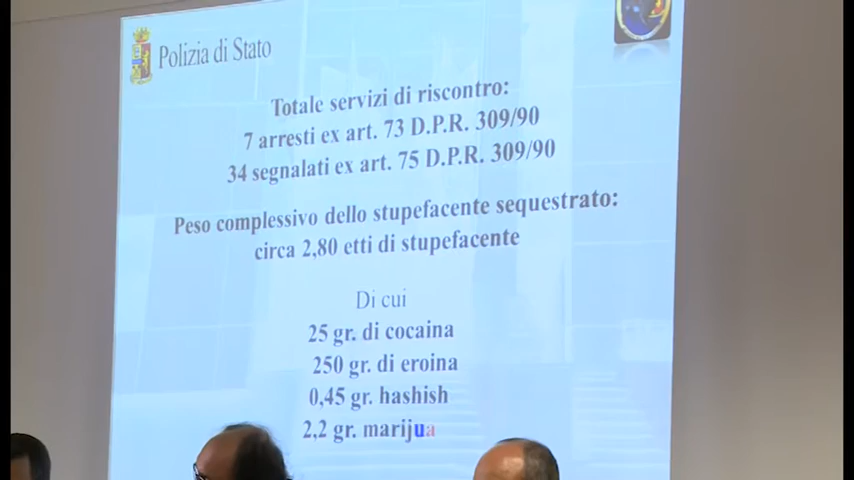 Polizia di Stato
Totale servizi di riscontro:
7 arresti ex art. 73 D.P.R. 309/90
34 segnalati ex art. 75 D.P.R. 309/90
Peso complessivo dello stupefacente sequestrato:
circa 2,80 etti di stupefacente
Di cui
25 gr. di cocaina
250 gr. di eroina
0,45 gr. hashish
2,2 gr. marijua